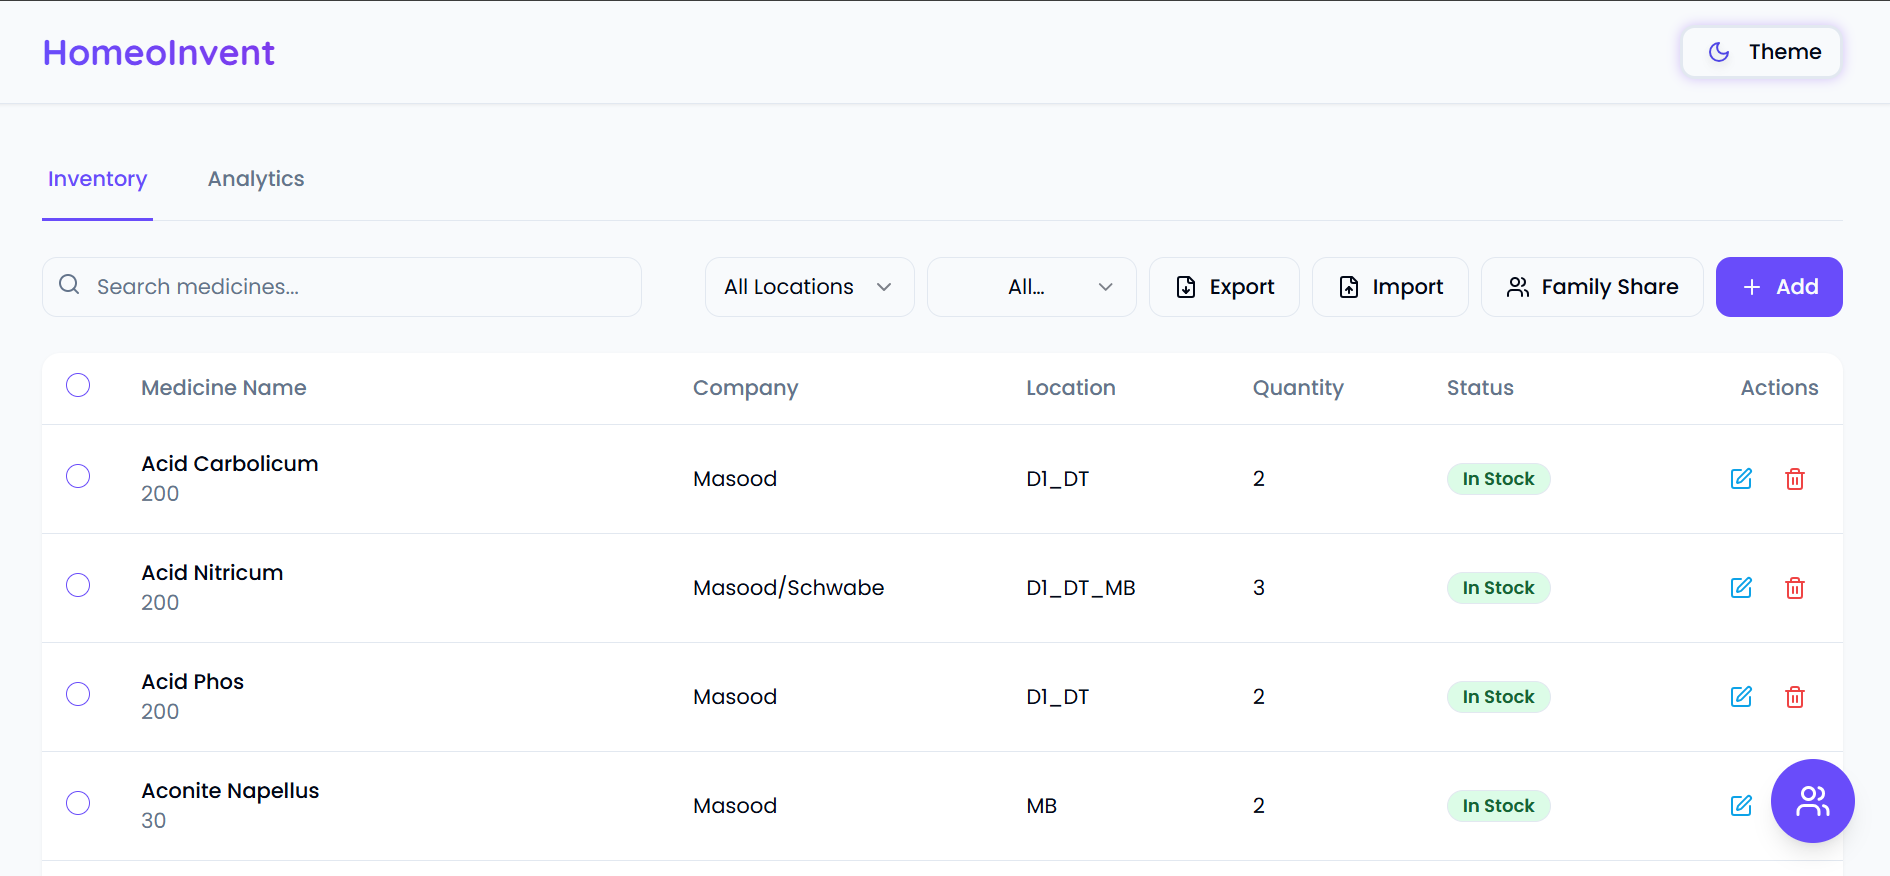 HomeoInvent
Theme
Inventory Analytics
Search medicines... All Locations All... Export Import Family Share + Add
Medicine Name Company Location Quantity Status Actions
Acid Carbolicum
200
Masood D1_DT 2 In Stock
Acid Nitricum
200
Masood/Schwabe D1_DT_MB 3 In Stock
Acid Phos
200
Masood D1_DT 2 In Stock
Aconite Napellus
30
Masood MB 2 In Stock